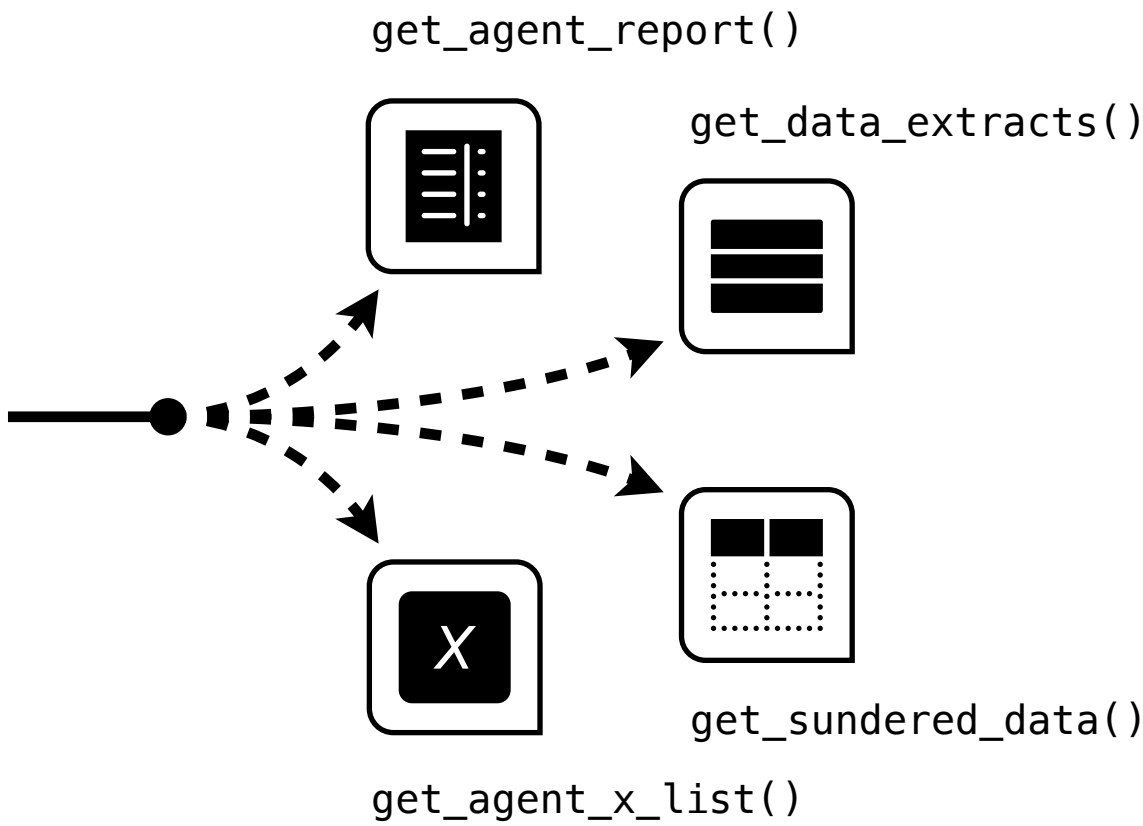 get_agent_report()
get_data_extracts()
X
get_sundered_data()
get_agent_x_list()